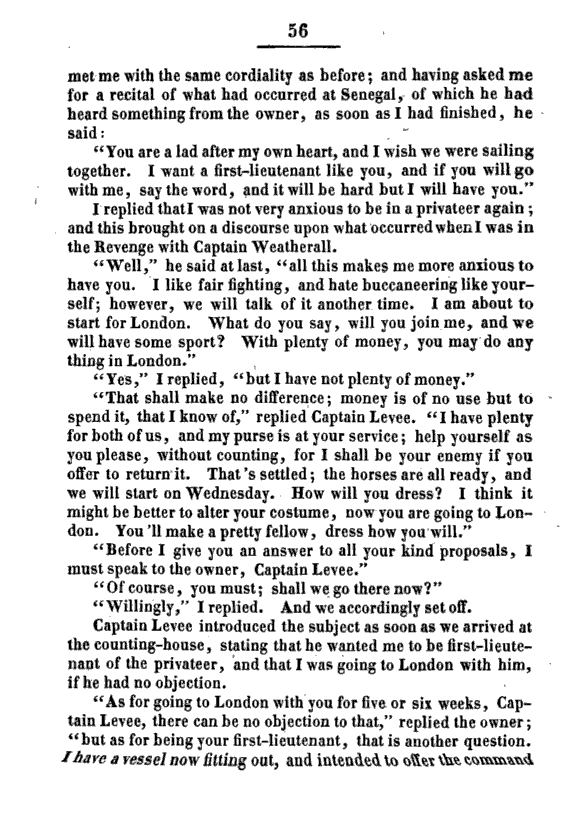 56
met me with the same cordiality as before; and having asked me
for a recital of what had occurred at Senegal, of which he had
heard something from the owner, as soon as I had finished, he
said:
“You are a lad after my own heart, and I wish we were sailing
together. I want a first-lieutenant like you, and if you will go
with me, say the word, and it will be hard but I will have you.”
I replied that I was not very anxious to be in a privateer again;
and this brought on a discourse upon what occurred when I was in
the Revenge with Captain Weatherall.
“Well,” he said at last, “all this makes me more anxious to
have you. I like fair fighting, and hate buccaneering like your-
self; however, we will talk of it another time. I am about to
start for London. What do you say, will you join me, and we
will have some sport? With plenty of money, you may do any
thing in London.”
“Yes,” I replied, “but I have not plenty of money.”
“That shall make no difference; money is of no use but to
spend it, that I know of,” replied Captain Levee. “I have plenty
for both of us, and my purse is at your service; help yourself as
you please, without counting, for I shall be your enemy if you
offer to return it. That's settled; the horses are all ready, and
we will start on Wednesday. How will you dress? I think it
might be better to alter your costume, now you are going to Lon-
don. You'll make a pretty fellow, dress how you will.”
“Before I give you an answer to all your kind proposals, I
must speak to the owner, Captain Levee.”
“Of course, you must; shall we go there now?”
“Willingly,” I replied. And we accordingly set off.
Captain Levee introduced the subject as soon as we arrived at
the counting-house, stating that he wanted me to be first-lieute-
nant of the privateer, and that I was going to London with him,
if he had no objection.
“As for going to London with you for five or six weeks, Cap-
tain Levee, there can be no objection to that,” replied the owner;
“but as for being your first-lieutenant, that is another question.
I have a vessel now fitting out, and intended to offer the command